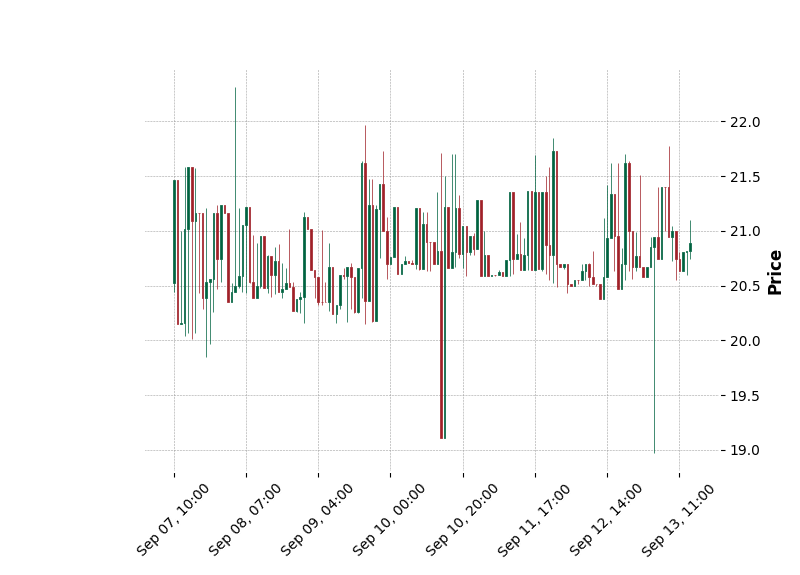 22.0
21.5
21.0
20.5
20.0
19.5
19.0
Price
Sep 07, 10:00
Sep 08, 07:00
Sep 09, 04:00
Sep 10, 00:00
Sep 10, 20:00
Sep 11, 17:00
Sep 12, 14:00
Sep 13, 11:00